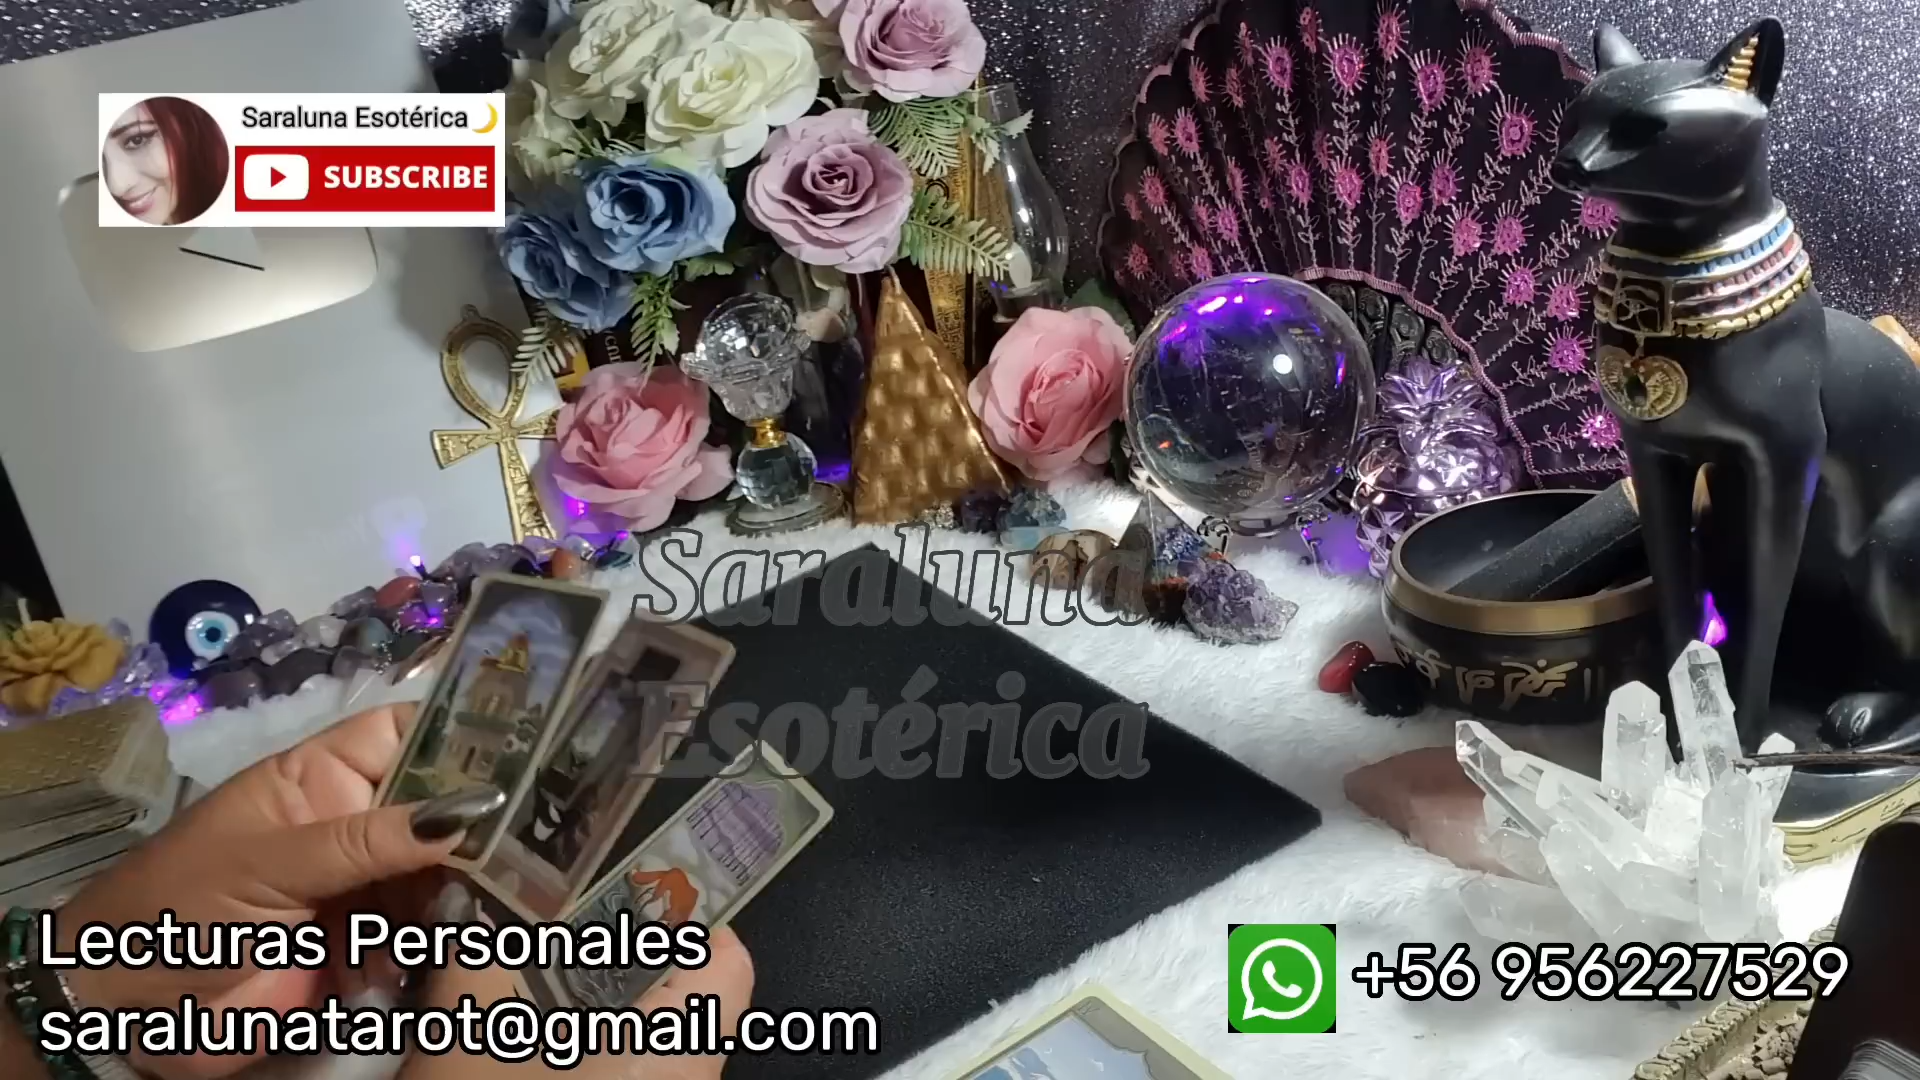 Saraluna Esotérica🌙
SUBSCRIBE
Saraluna
Esotérica
Lecturas Personales
saralunatarot@gmail.com
+56 956227529